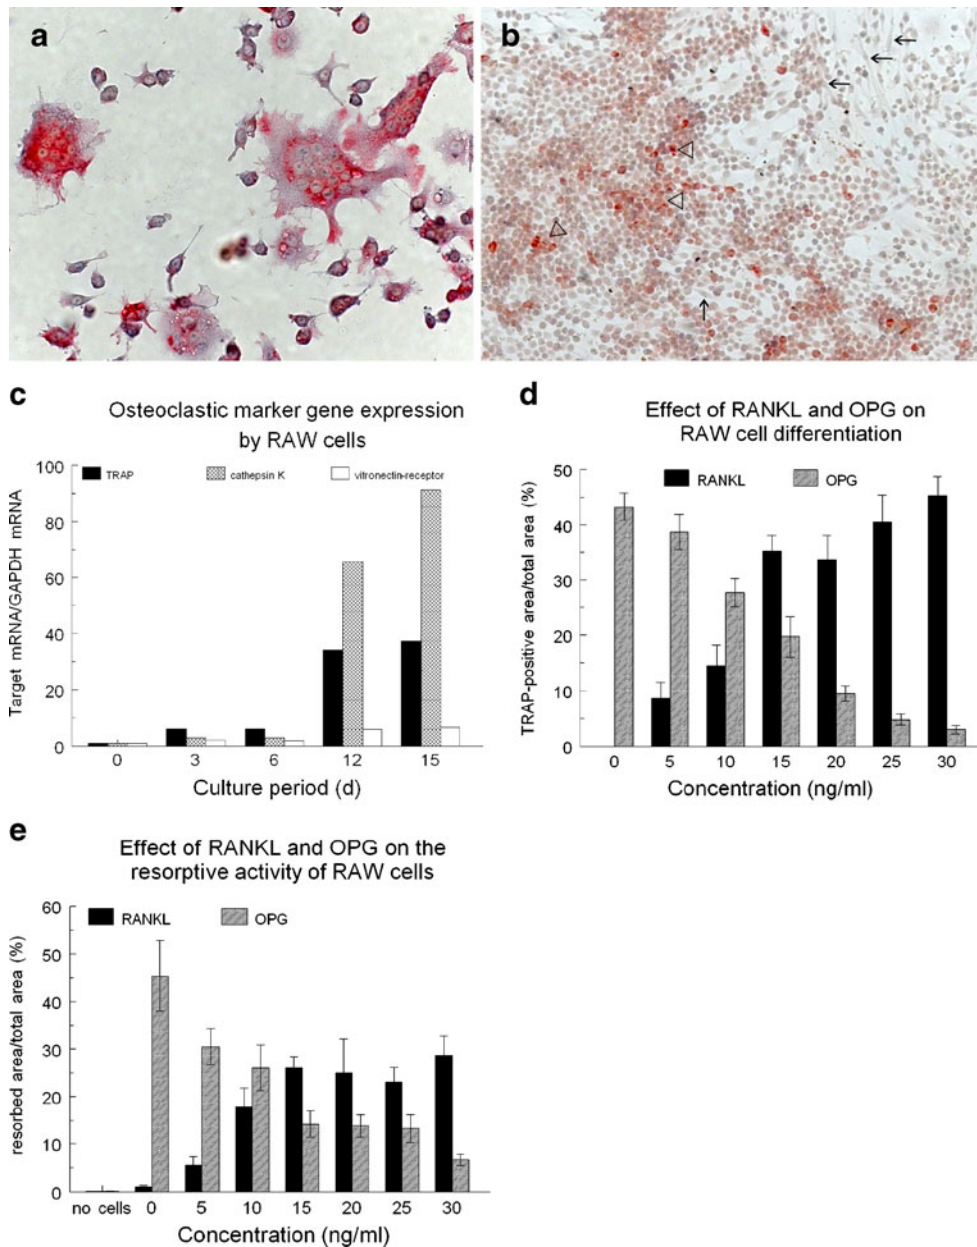 a
b
c
Osteoclastic marker gene expression
by RAW cells
TRAP
cathepsin K
vitronectin-receptor
Target mRNA/GAPDH mRNA
100
80
60
40
20
0
0 3 6 12 15
Culture period (d)
d
Effect of RANKL and OPG on
RAW cell differentiation
RANKL
OPG
TRAP-positive area/total area (%)
50
40
30
20
10
0
0 5 10 15 20 25 30
Concentration (ng/ml)
e
Effect of RANKL and OPG on the
resorptive activity of RAW cells
RANKL
OPG
resorbed area/total area (%)
60
50
40
30
20
10
0
no cells 0 5 10 15 20 25 30
Concentration (ng/ml)